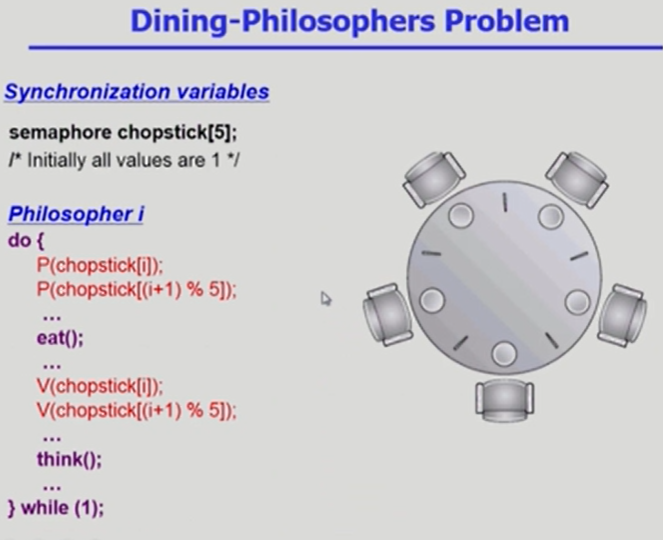 Dining-Philosophers Problem
Synchronization variables
semaphore chopstick[5];
/* Initially all values are 1 */
Philosopher i
do {
P(chopstick[i]);
P(chopstick[(i+1) % 5]);
...
eat();
...
V(chopstick[i]);
V(chopstick[(i+1) % 5]);
...
think();
...
} while (1);